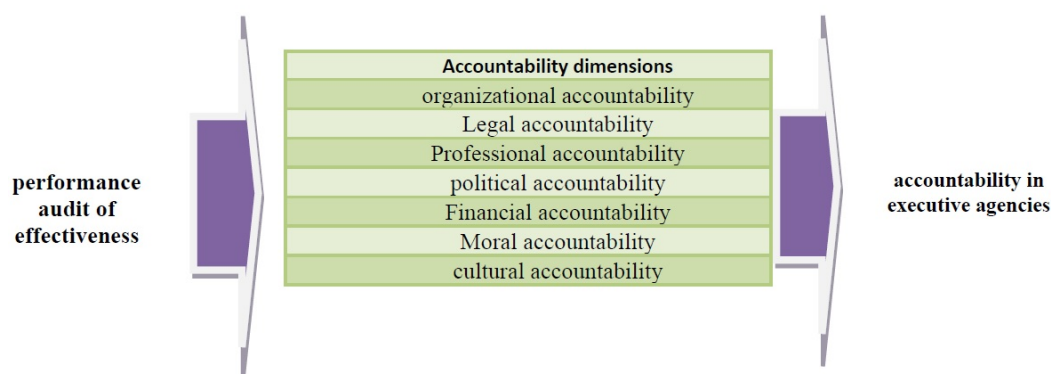 performance
audit of
effectiveness
Accountability dimensions
organizational accountability
Legal accountability
Professional accountability
political accountability
Financial accountability
Moral accountability
cultural accountability
accountability in
executive agencies